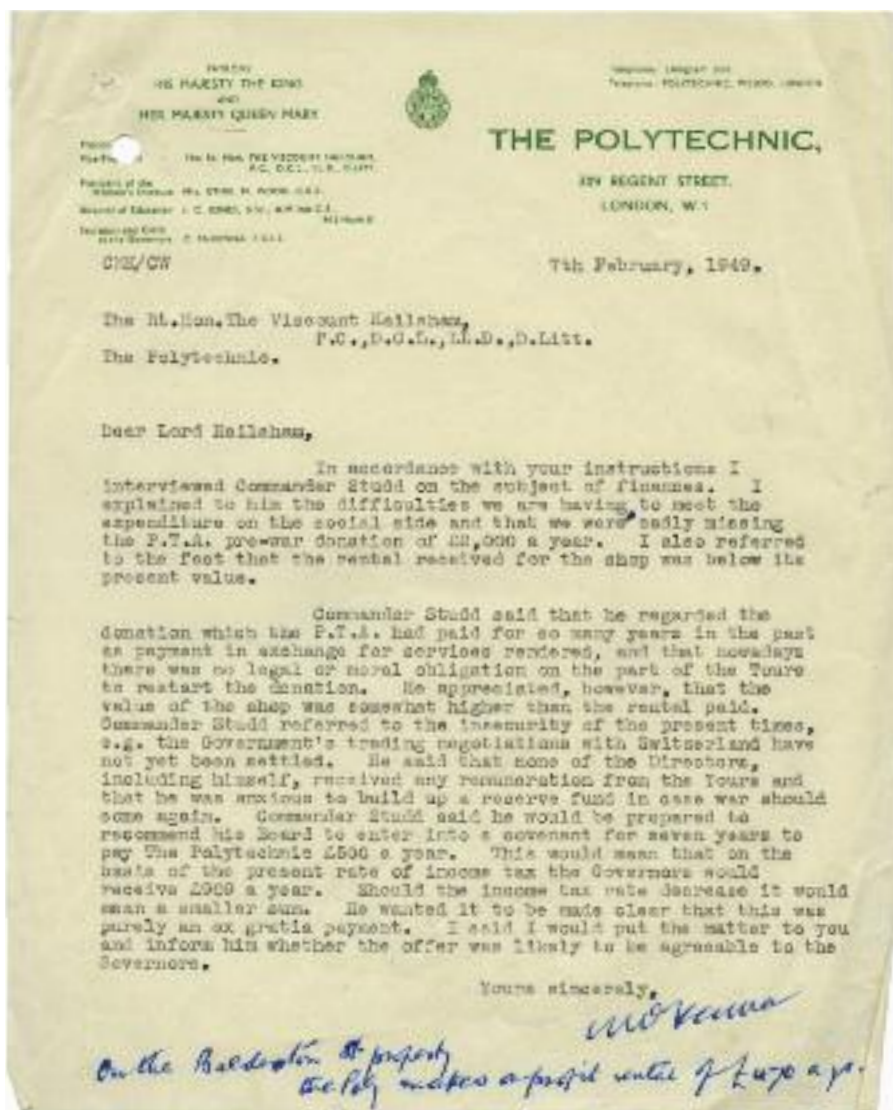 HIS MAJESTY THE KING
AND
HER MAJESTY QUEEN MARY
THE POLYTECHNIC,
309 REGENT STREET,
LONDON, W.1
7th February, 1949.
The Rt.Hon.The Viscount Hailsham,
P.C.,D.C.L.,LL.D.,D.Litt.
The Polytechnic.
Dear Lord Hailsham,
In accordance with your instructions I
interviewed Commander Studd on the subject of finances. I
explained to him the difficulties we are having to meet the
expenditure on the social side and that we were sadly missing
the P.T.A. pre-war donation of £2,000 a year. I also referred
to the fact that the rental received for the shop was below its
present value.
Commander Studd said that he regarded the
donation which the P.T.A. had paid for so many years in the past
as payment in exchange for services rendered, and that nowadays
there was no legal or moral obligation on the part of the Tours
to restart the donation. He appreciated, however, that the
value of the shop was somewhat higher than the rental paid.
Commander Studd referred to the insecurity of the present times,
e.g. the Government's trading negotiations with Switzerland have
not yet been settled. He said that none of the Directors,
including himself, received any remuneration from the Tours and
that he was anxious to build up a reserve fund in case war should
come again. Commander Studd said he would be prepared to
recommend his Board to enter into a covenant for seven years to
pay The Polytechnic £500 a year. This would mean that on the
basis of the present rate of income tax the Governors would
receive £909 a year. Should the income tax rate decrease it would
mean a smaller sum. He wanted it to be made clear that this was
purely an ex gratia payment. I said I would put the matter to you
and inform him whether the offer was likely to be agreeable to the
Governors.
Yours sincerely,
On the Balderton St property
the Poly makes a profit rental of a yr.